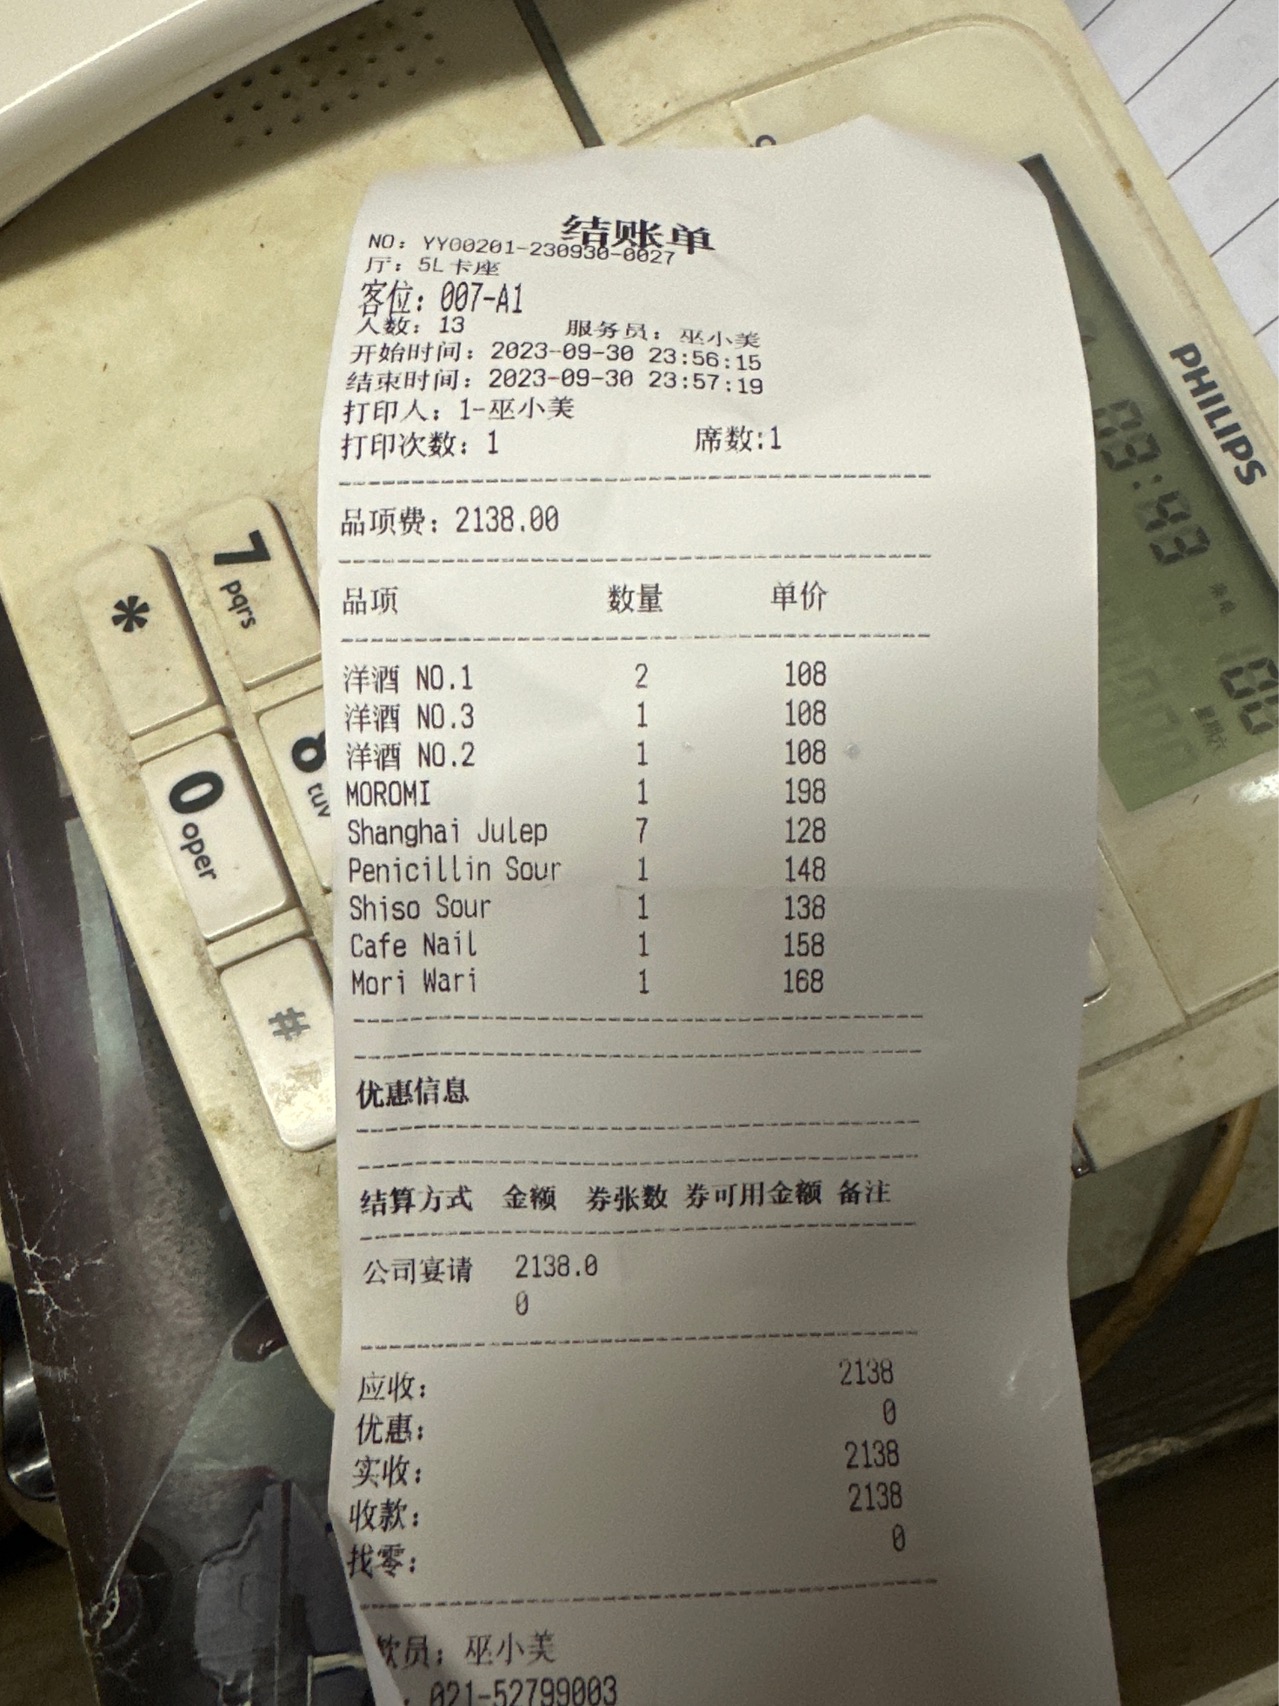 结账单
NO: YY00201-230930-0027
厅: 5L卡座
客位: 007-A1
人数: 13 服务员: 巫小美
开始时间: 2023-09-30 23:56:15
结束时间: 2023-09-30 23:57:19
打印人: 1-巫小美
打印次数: 1 席数:1
品项费: 2138.00
品项 数量 单价
洋酒 NO.1 2 108
洋酒 NO.3 1 108
洋酒 NO.2 1 108
MOROMI 1 198
Shanghai Julep 7 128
Penicillin Sour 1 148
Shiso Sour 1 138
Cafe Nail 1 158
Mori Wari 1 168
优惠信息
结算方式 金额 券张数 券可用金额 备注
公司宴请 2138.0
0
应收: 2138
优惠: 0
实收: 2138
收款: 2138
找零: 0
款员: 巫小美
: 021-52799003
PHILIPS
7 pqrs
*
8 tuv
0 oper
#
星期六